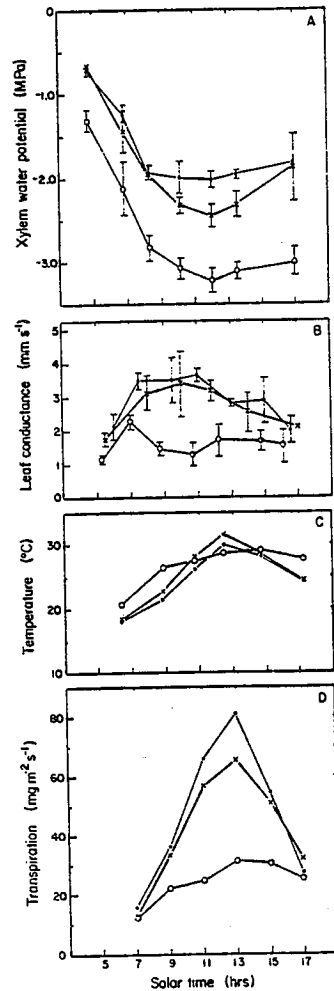 A
Xylem water potential (MPa)
0
-1.0
-2.0
-3.0
B
Leaf conductance (mm s⁻¹)
5
4
3
2
1
0
C
Temperature (°C)
30
20
10
D
Transpiration (mg m⁻² s⁻¹)
80
60
40
20
0
5 7 9 11 13 15 17
Solar time (hrs)